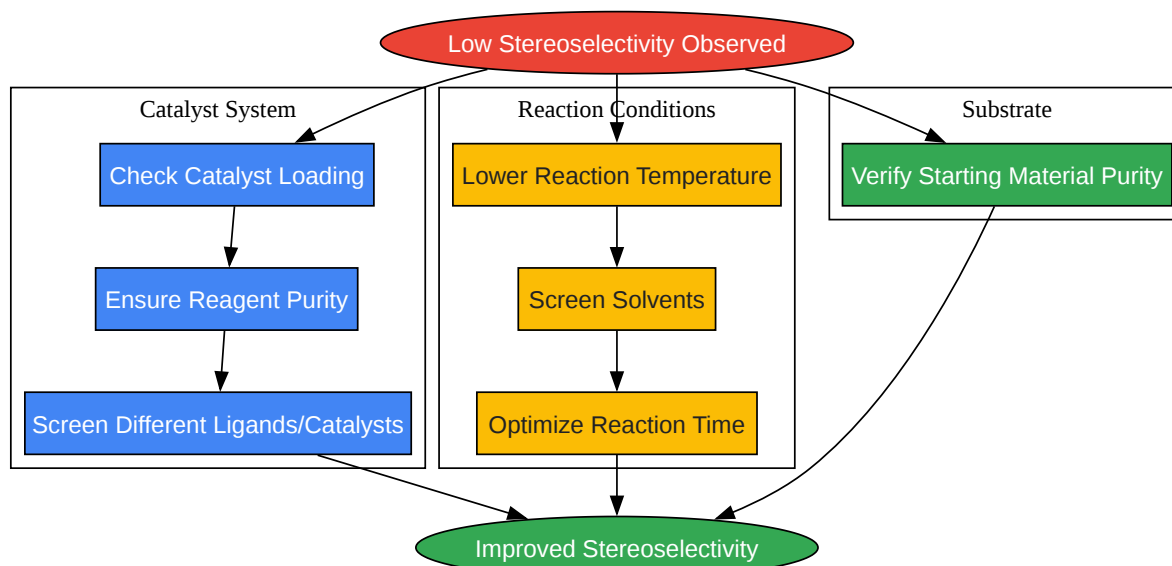 Low Stereoselectivity Observed
Catalyst System
Reaction Conditions
Substrate
Check Catalyst Loading
Lower Reaction Temperature
Verify Starting Material Purity
Ensure Reagent Purity
Screen Solvents
Screen Different Ligands/Catalysts
Optimize Reaction Time
Improved Stereoselectivity